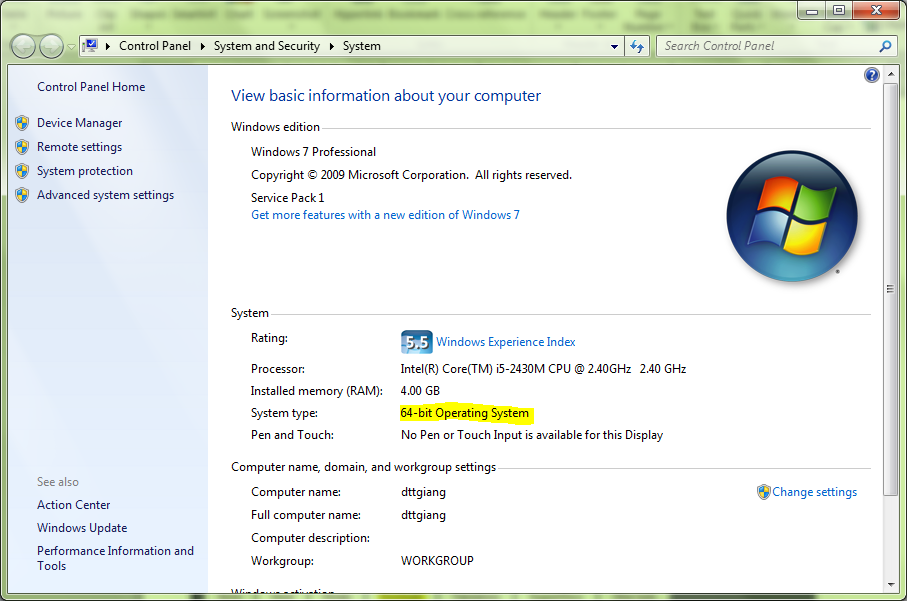 Control Panel ▸ System and Security ▸ System
Search Control Panel
Control Panel Home
Device Manager
Remote settings
System protection
Advanced system settings
See also
Action Center
Windows Update
Performance Information and
Tools
View basic information about your computer
Windows edition
Windows 7 Professional
Copyright © 2009 Microsoft Corporation. All rights reserved.
Service Pack 1
Get more features with a new edition of Windows 7
System
Rating: 5.5 Windows Experience Index
Processor: Intel(R) Core(TM) i5-2430M CPU @ 2.40GHz 2.40 GHz
Installed memory (RAM): 4.00 GB
System type: 64-bit Operating System
Pen and Touch: No Pen or Touch Input is available for this Display
Computer name, domain, and workgroup settings
Computer name: dttgiang Change settings
Full computer name: dttgiang
Computer description:
Workgroup: WORKGROUP
Windows activation